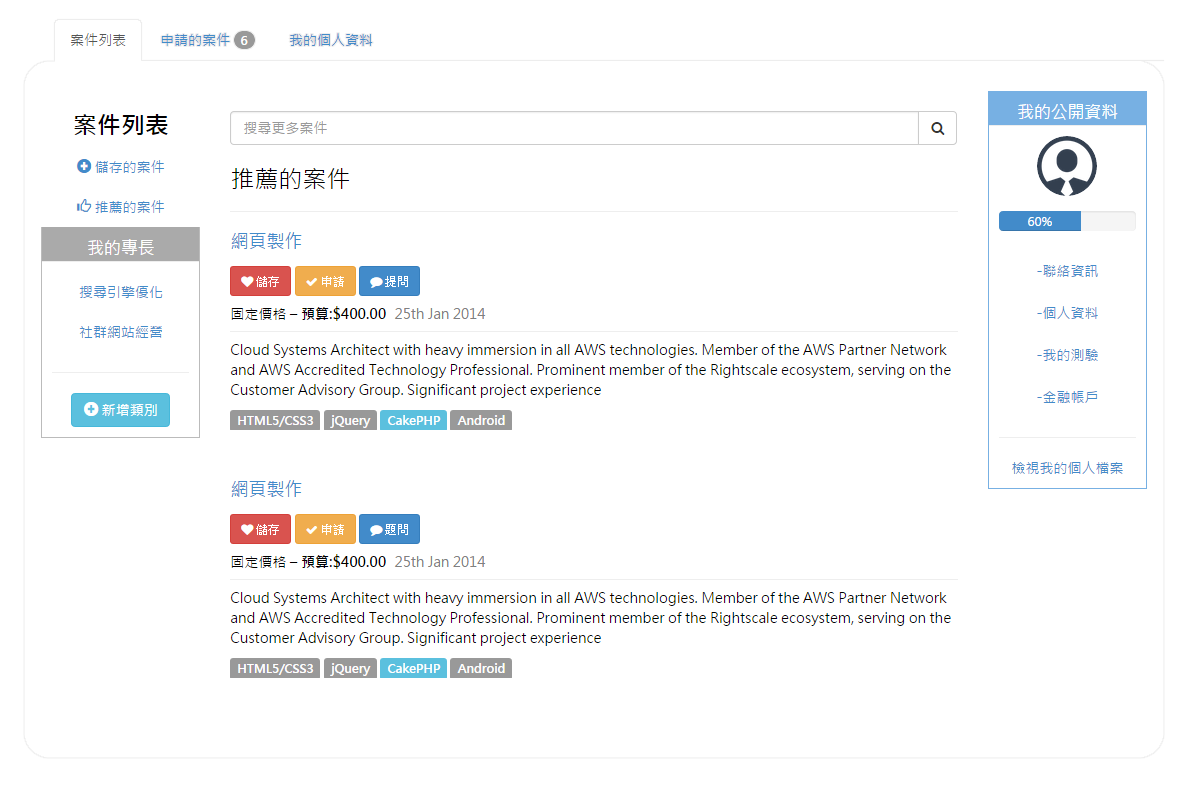 案件列表
申請的案件 6
我的個人資料
案件列表
儲存的案件
推薦的案件
我的專長
搜尋引擎優化
社群網站經營
新增類別
搜尋更多案件
推薦的案件
網頁製作
儲存 申請 提問
固定價格 – 預算:$400.00 25th Jan 2014
Cloud Systems Architect with heavy immersion in all AWS technologies. Member of the AWS Partner Network
and AWS Accredited Technology Professional. Prominent member of the Rightscale ecosystem, serving on the
Customer Advisory Group. Significant project experience
HTML5/CSS3 jQuery CakePHP Android
網頁製作
儲存 申請 題問
固定價格 – 預算:$400.00 25th Jan 2014
Cloud Systems Architect with heavy immersion in all AWS technologies. Member of the AWS Partner Network
and AWS Accredited Technology Professional. Prominent member of the Rightscale ecosystem, serving on the
Customer Advisory Group. Significant project experience
HTML5/CSS3 jQuery CakePHP Android
我的公開資料
60%
-聯絡資訊
-個人資料
-我的測驗
-金融帳戶
檢視我的個人檔案